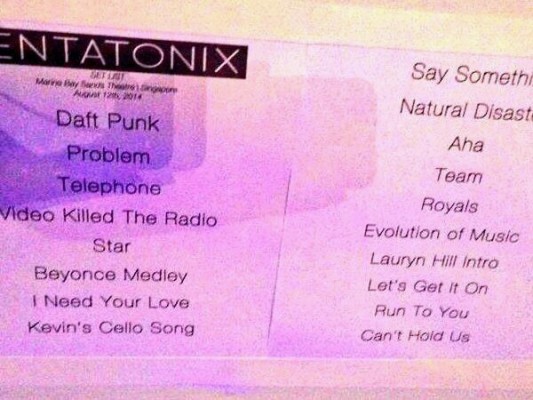 ENTATONIX
SET LIST
Marina Bay Sands Theatre | Singapore
August 12th, 2014
Daft Punk
Problem
Telephone
Video Killed The Radio
Star
Beyonce Medley
I Need Your Love
Kevin's Cello Song
Say Somethi
Natural Disast
Aha
Team
Royals
Evolution of Music
Lauryn Hill Intro
Let's Get It On
Run To You
Can't Hold Us